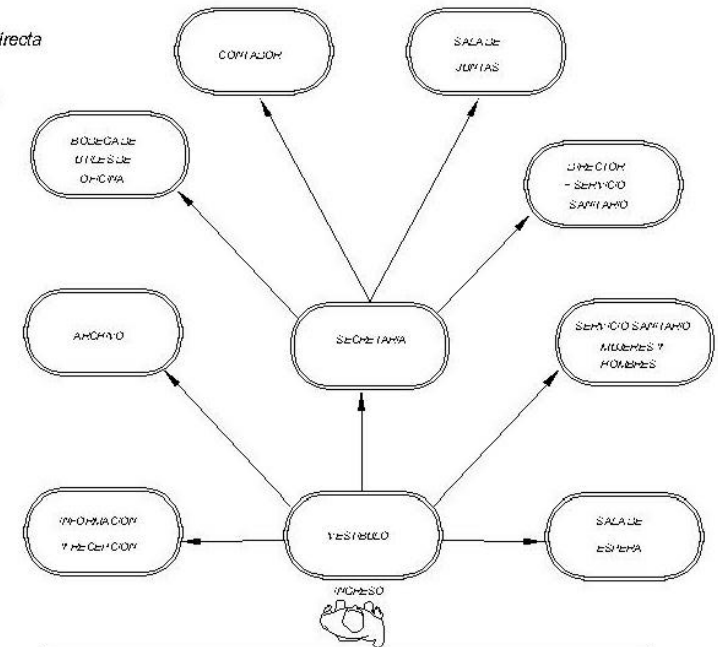 irecta
CONTADOR
SALA DE
JUNTAS
BODEGA DE
UTILES DE
OFICINA
DIRECTOR
+ SERVICIO
SANITARIO
ARCHIVO
SECRETARIA
SERVICIO SANITARIO
MUJERES Y
HOMBRES
INFORMACION
Y RECEPCION
VESTIBULO
SALA DE
ESPERA
INGRESO